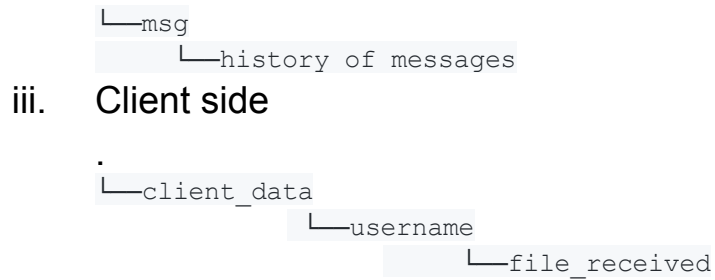 └──msg
└──history of messages
iii. Client side
.
└──client_data
└──username
└──file_received